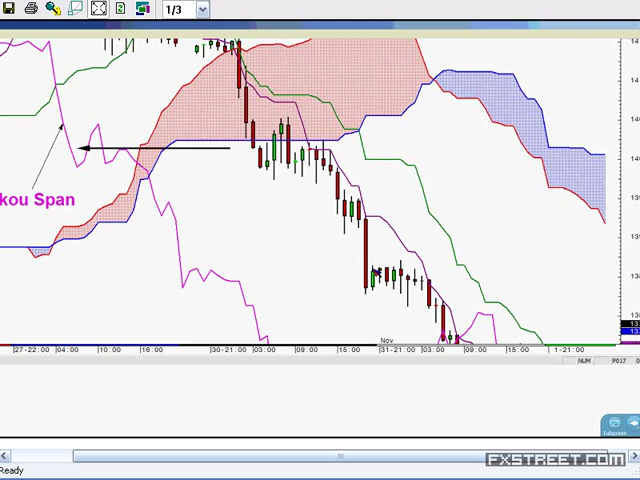 1/3
kou Span
Nov
27-22:00 04:00 10:00 16:00 30-21:00 03:00 09:00 15:00 31-21:00 03:00 09:00 15:00 1-21:00
NUM P017
Fullscreen
FXSTREET.COM
Ready